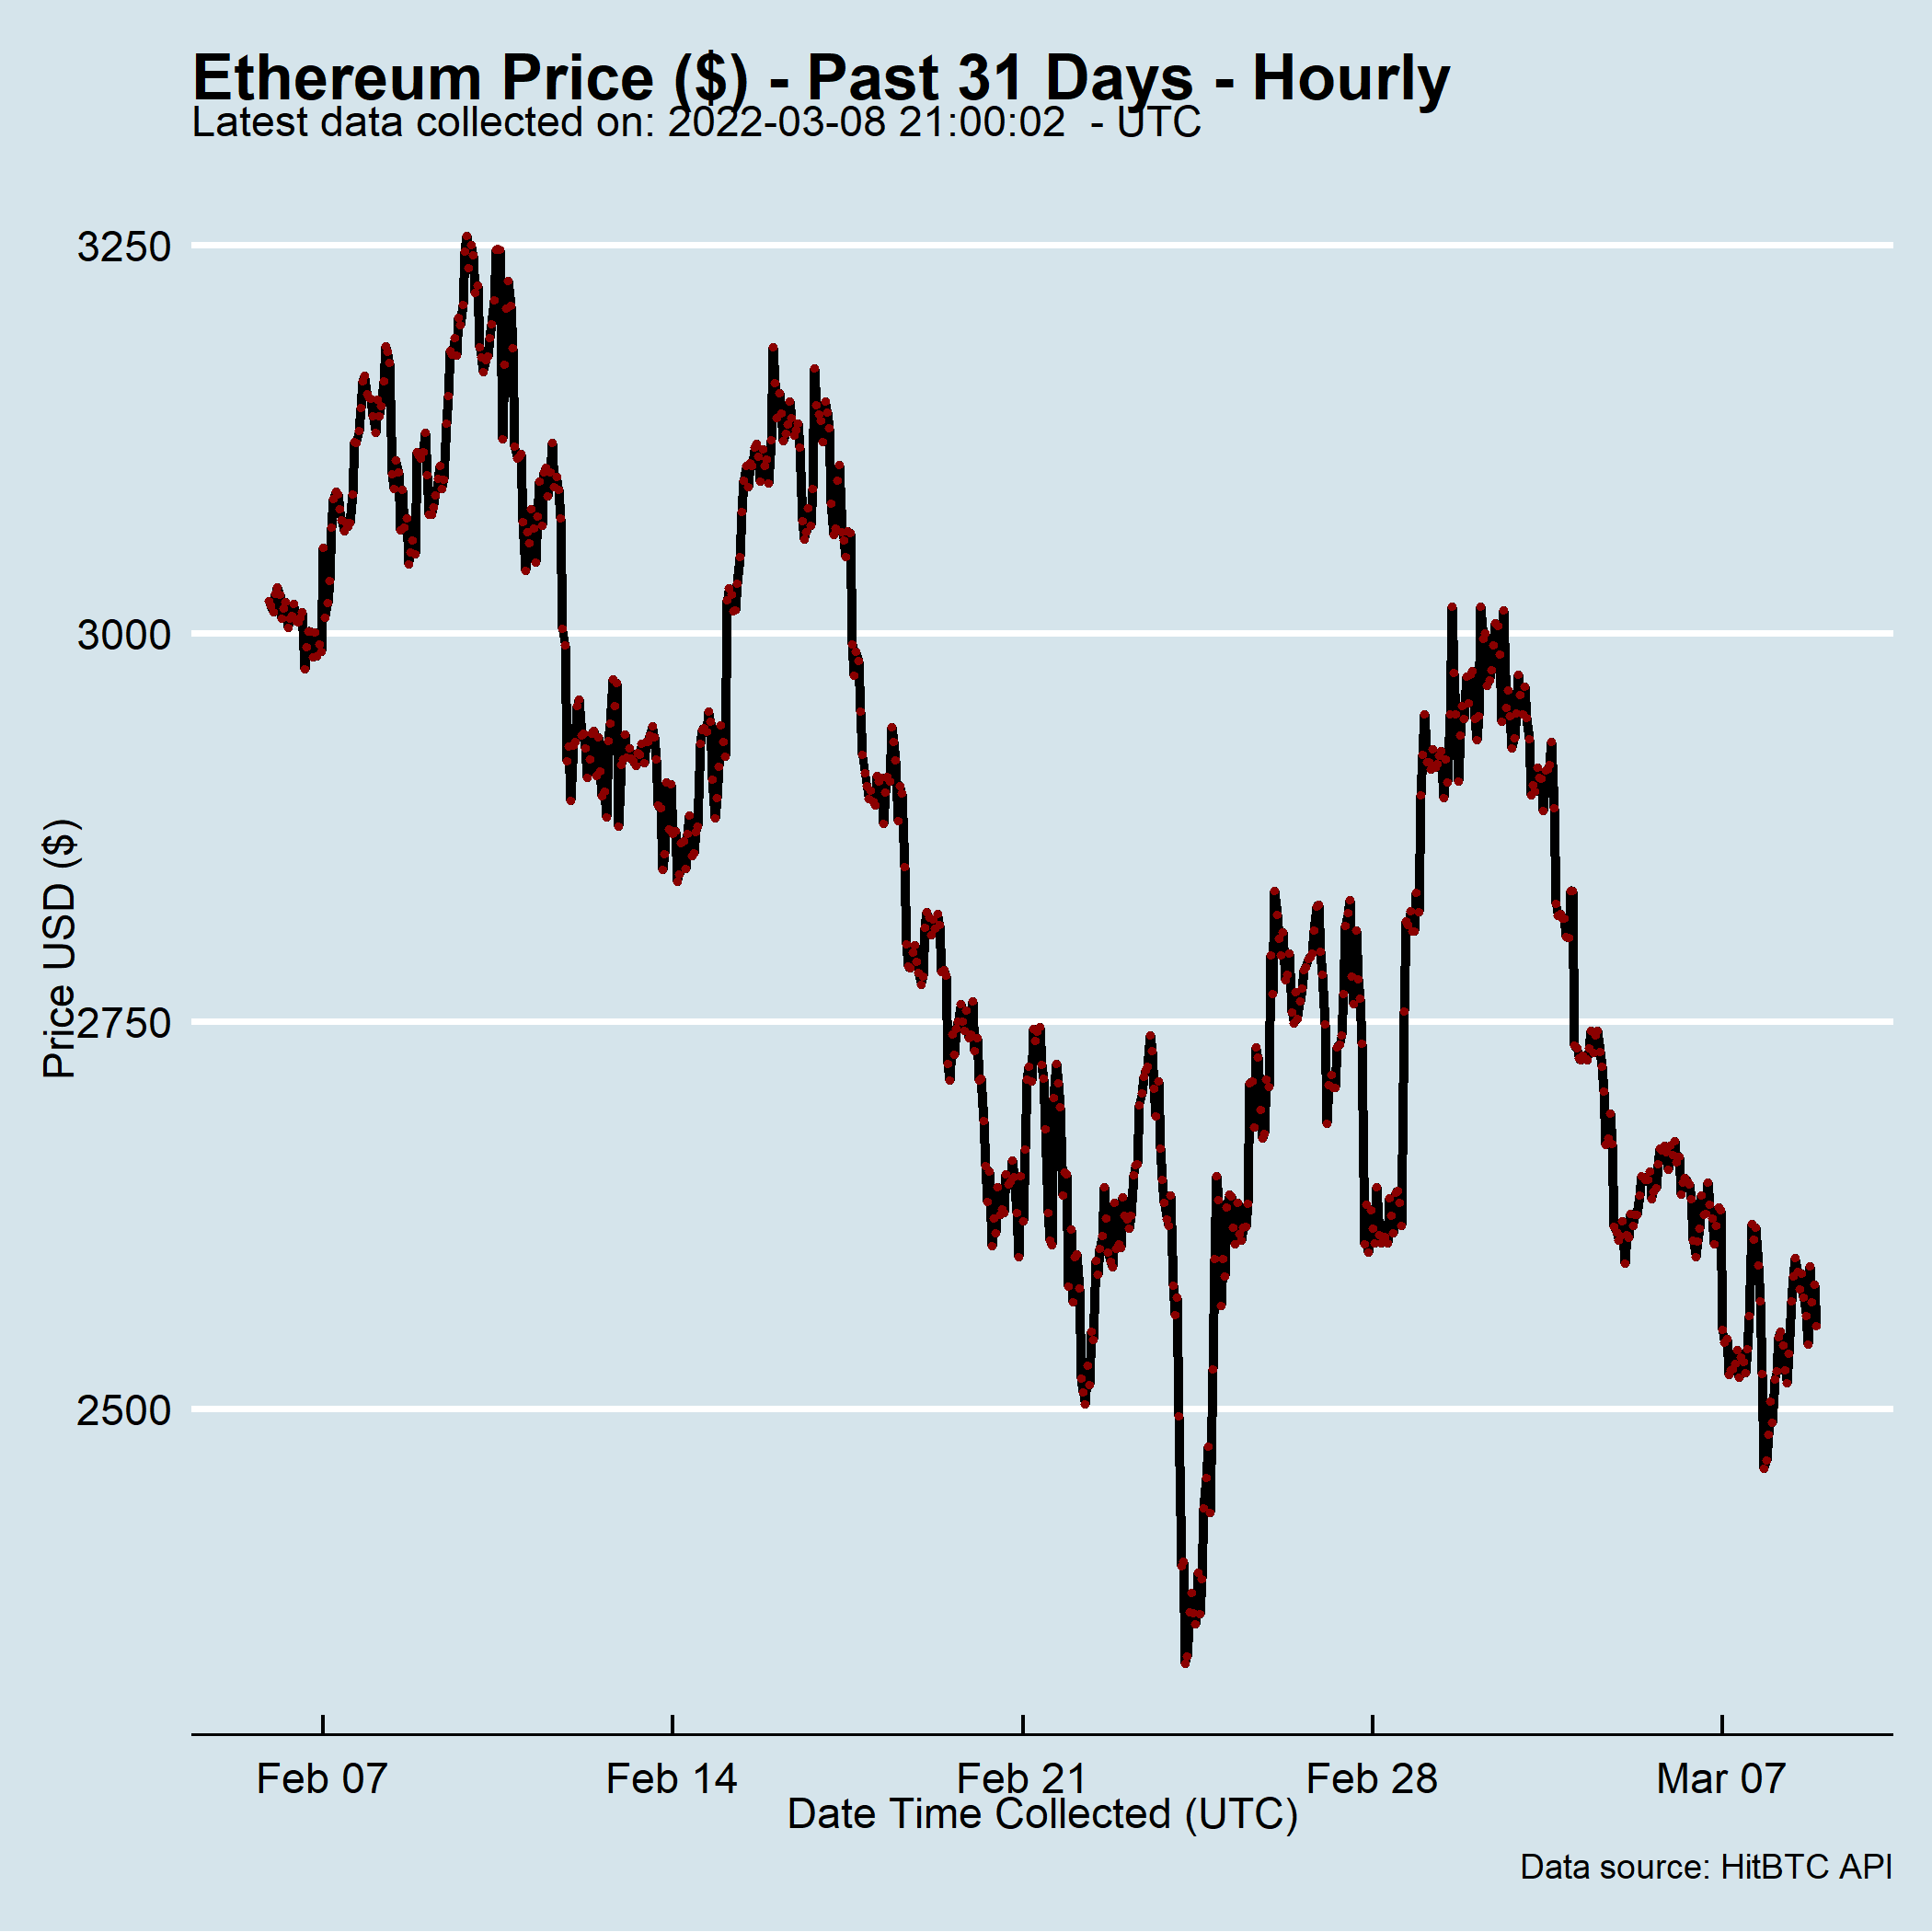 Ethereum Price ($) - Past 31 Days - Hourly
Latest data collected on: 2022-03-08 21:00:02  - UTC
3250
3000
2750
2500
Price USD ($)
Feb 07 Feb 14 Feb 21 Feb 28 Mar 07
Date Time Collected (UTC)
Data source: HitBTC API